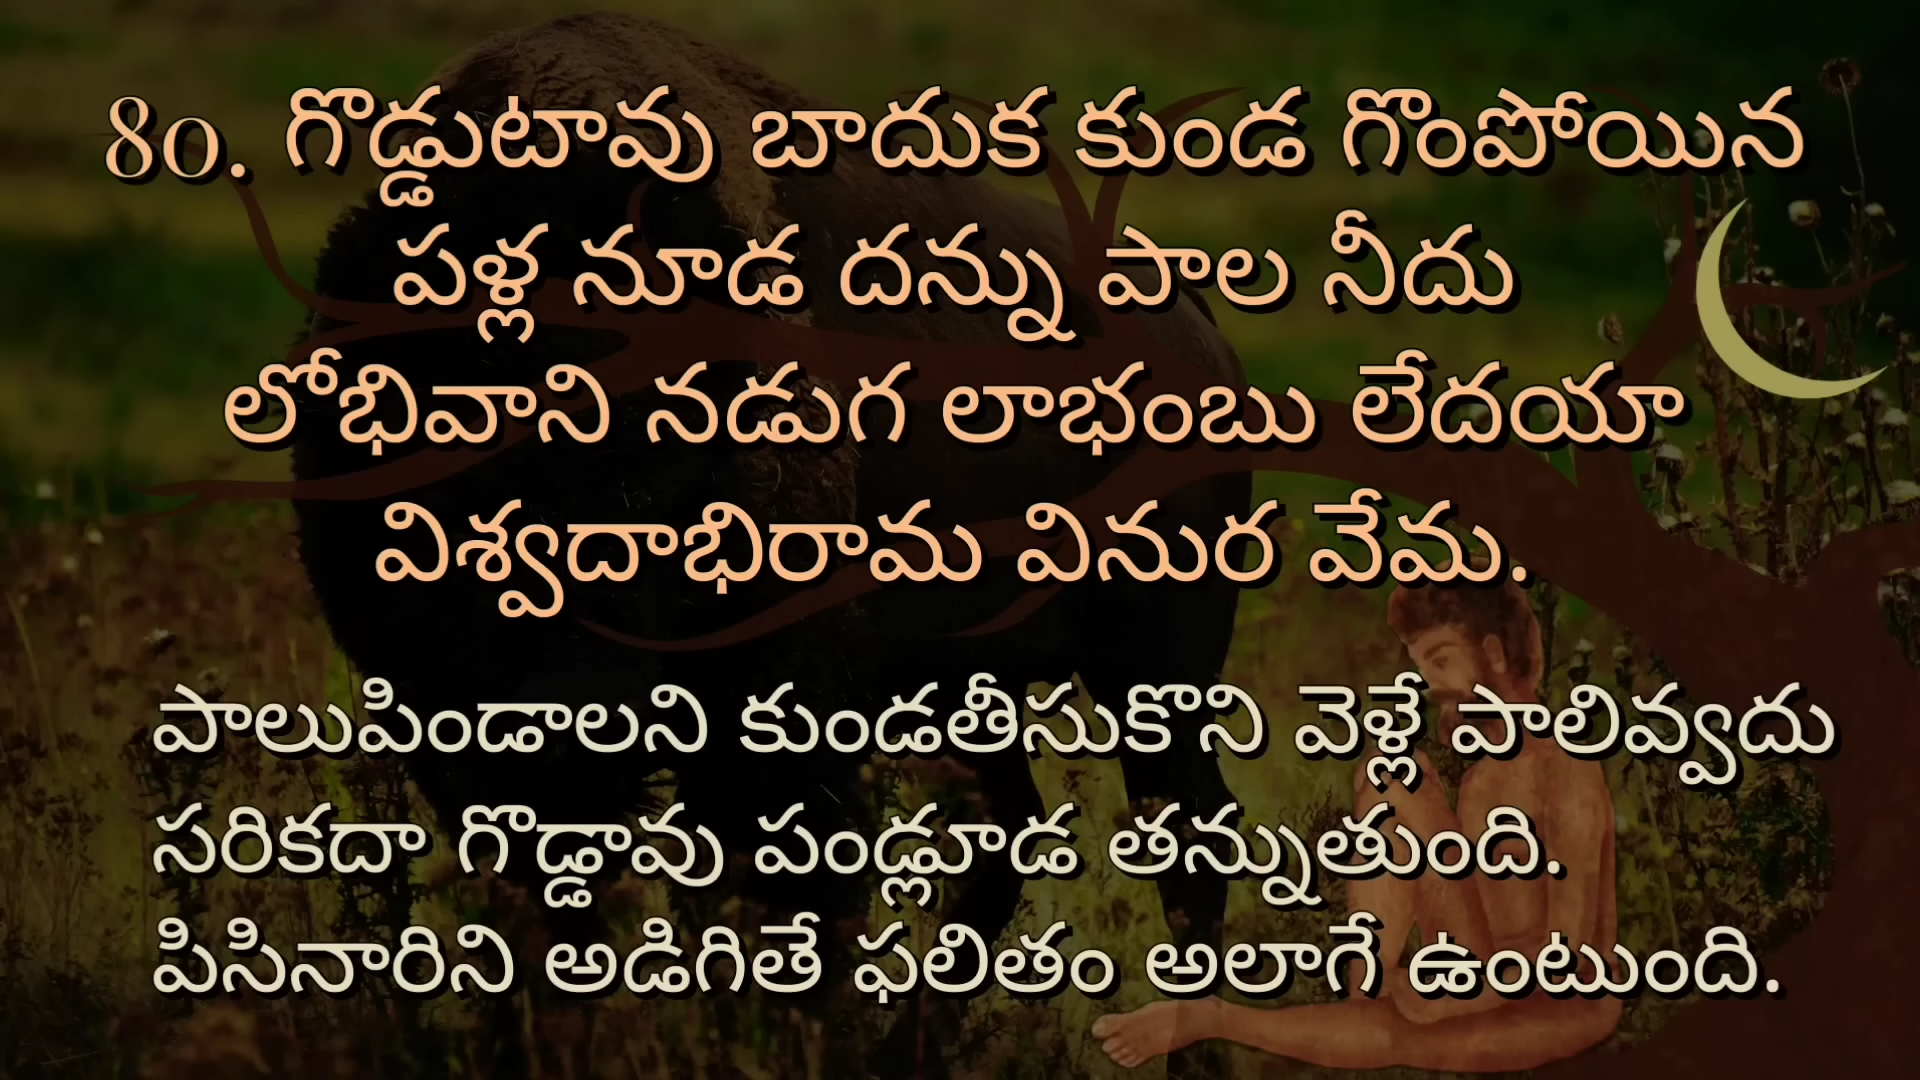 80. గొడ్డుటావు బాదుక కుండ గొంపోయిన
పళ్ల నూడ దన్ను పాల నీదు
లోభివాని నడుగ లాభంబు లేదయా
విశ్వదాభిరామ వినుర వేమ.
పాలుపిండాలని కుండతీసుకొని వెళ్లే పాలివ్వదు
సరికదా గొడ్డావు పండ్లూడ తన్నుతుంది.
పిసినారిని అడిగితే ఫలితం అలాగే ఉంటుంది.